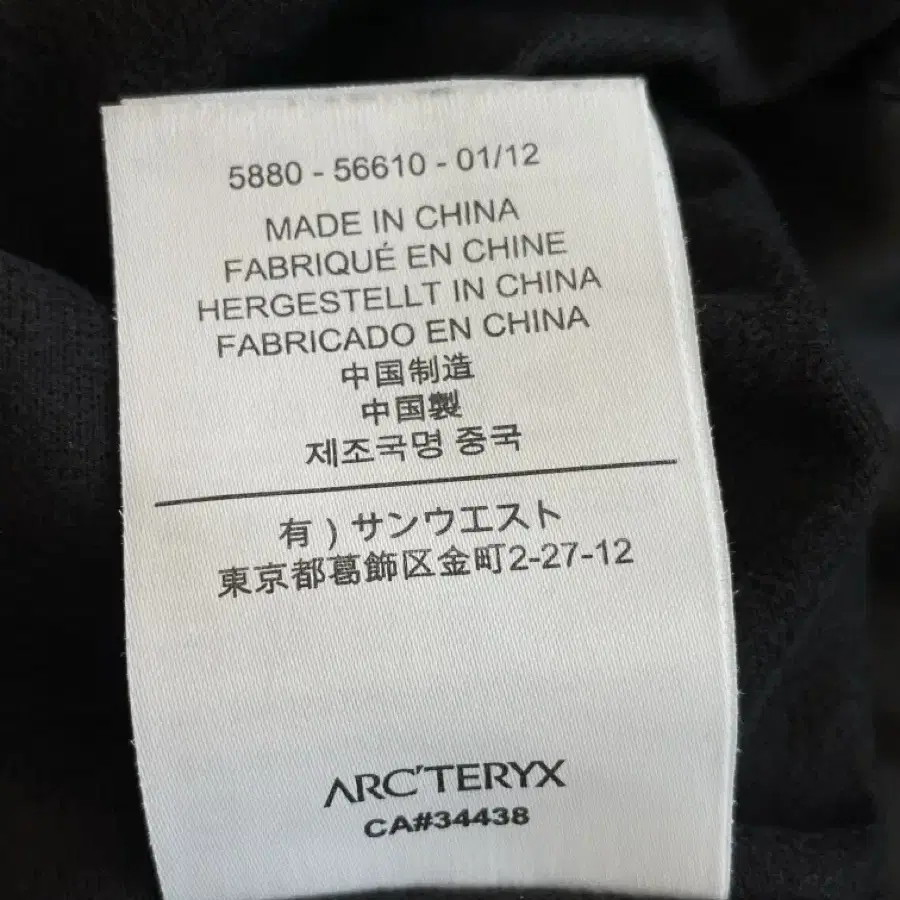 5880 - 56610 - 01/12
MADE IN CHINA
FABRIQUÉ EN CHINE
HERGESTELLT IN CHINA
FABRICADO EN CHINA
中国制造
中国製
제조국명 중국
有 ) サンウエスト
東京都葛飾区金町2-27-12
ARC'TERYX
CA#34438